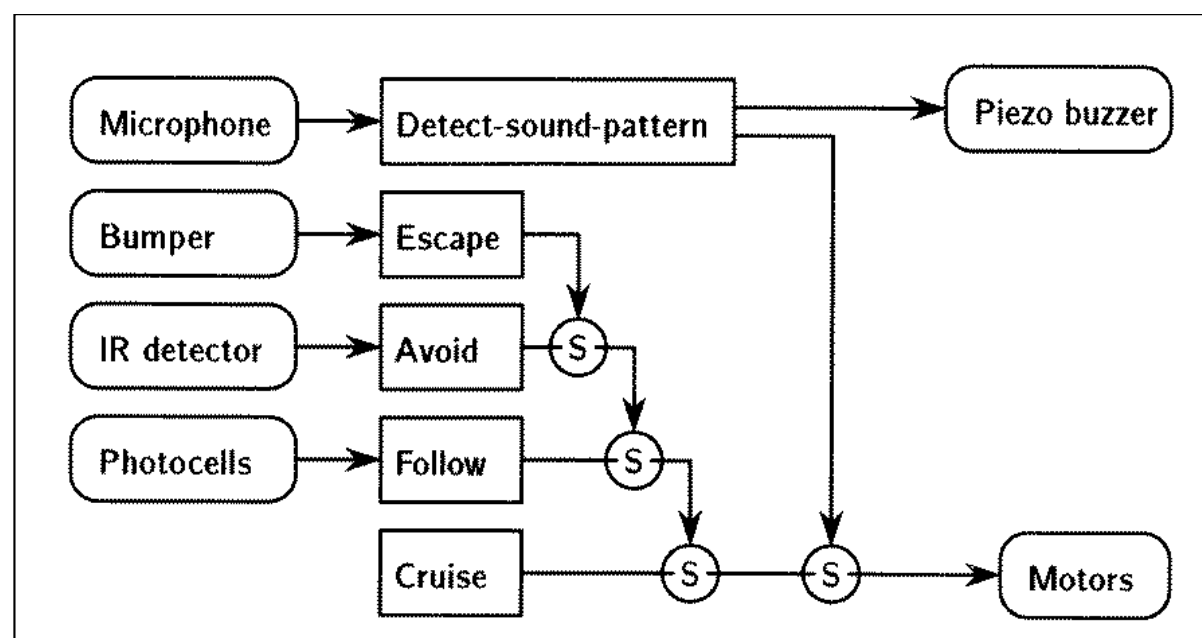 Microphone
Detect-sound-pattern
Piezo buzzer
Bumper
Escape
IR detector
Avoid
S
Photocells
Follow
S
Cruise
S
S
Motors